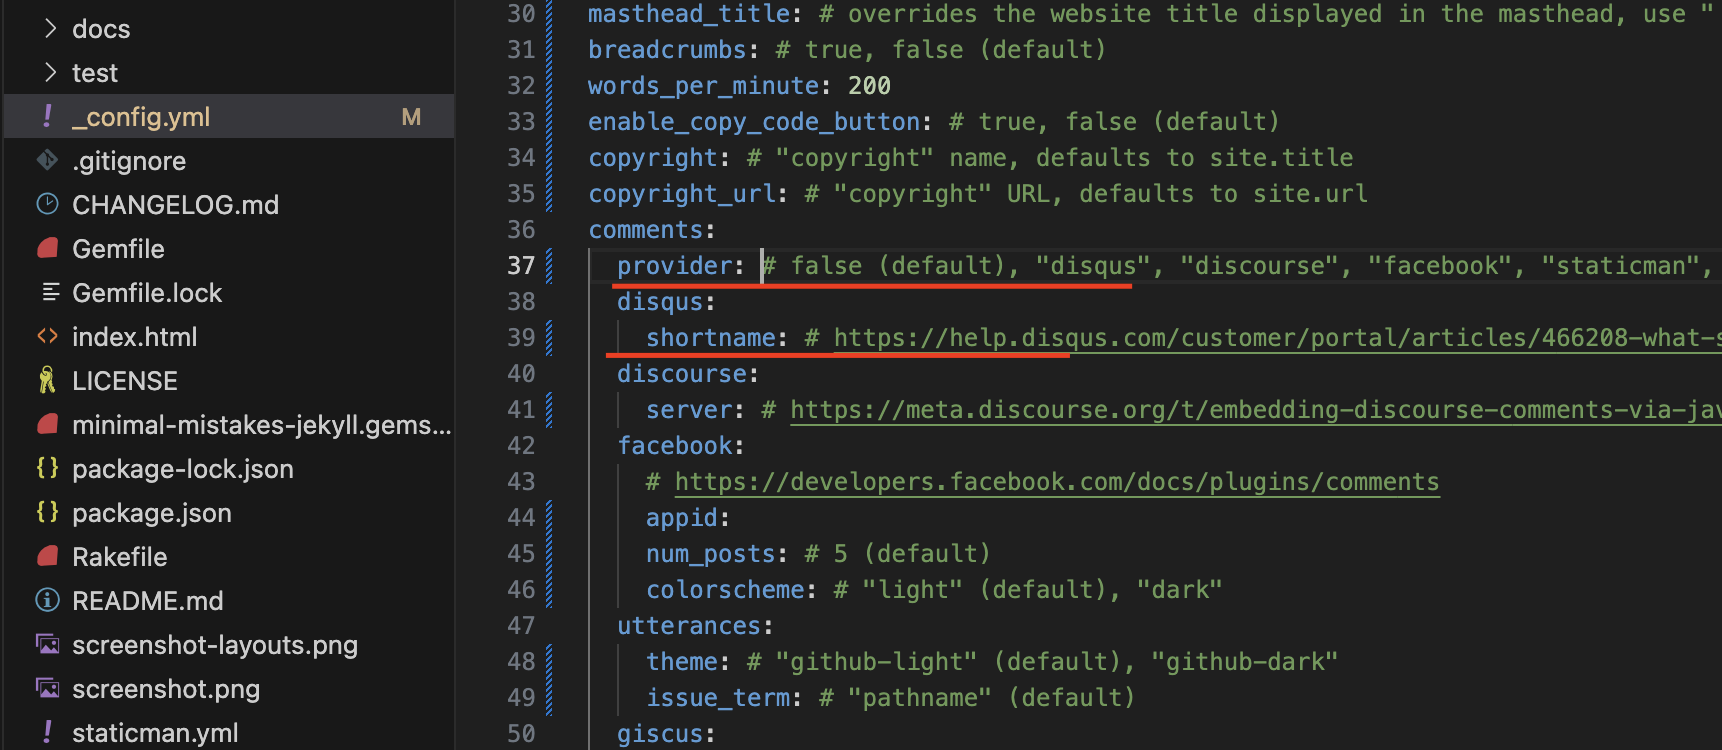 docs
test
_config.yml M
.gitignore
CHANGELOG.md
Gemfile
Gemfile.lock
index.html
LICENSE
minimal-mistakes-jekyll.gems...
package-lock.json
package.json
Rakefile
README.md
screenshot-layouts.png
screenshot.png
staticman.yml
30 masthead_title: # overrides the website title displayed in the masthead, use "
31 breadcrumbs: # true, false (default)
32 words_per_minute: 200
33 enable_copy_code_button: # true, false (default)
34 copyright: # "copyright" name, defaults to site.title
35 copyright_url: # "copyright" URL, defaults to site.url
36 comments:
37 provider: # false (default), "disqus", "discourse", "facebook", "staticman",
38 disqus:
39 shortname: # https://help.disqus.com/customer/portal/articles/466208-what-s
40 discourse:
41 server: # https://meta.discourse.org/t/embedding-discourse-comments-via-jav
42 facebook:
43 # https://developers.facebook.com/docs/plugins/comments
44 appid:
45 num_posts: # 5 (default)
46 colorscheme: # "light" (default), "dark"
47 utterances:
48 theme: # "github-light" (default), "github-dark"
49 issue_term: # "pathname" (default)
50 giscus: